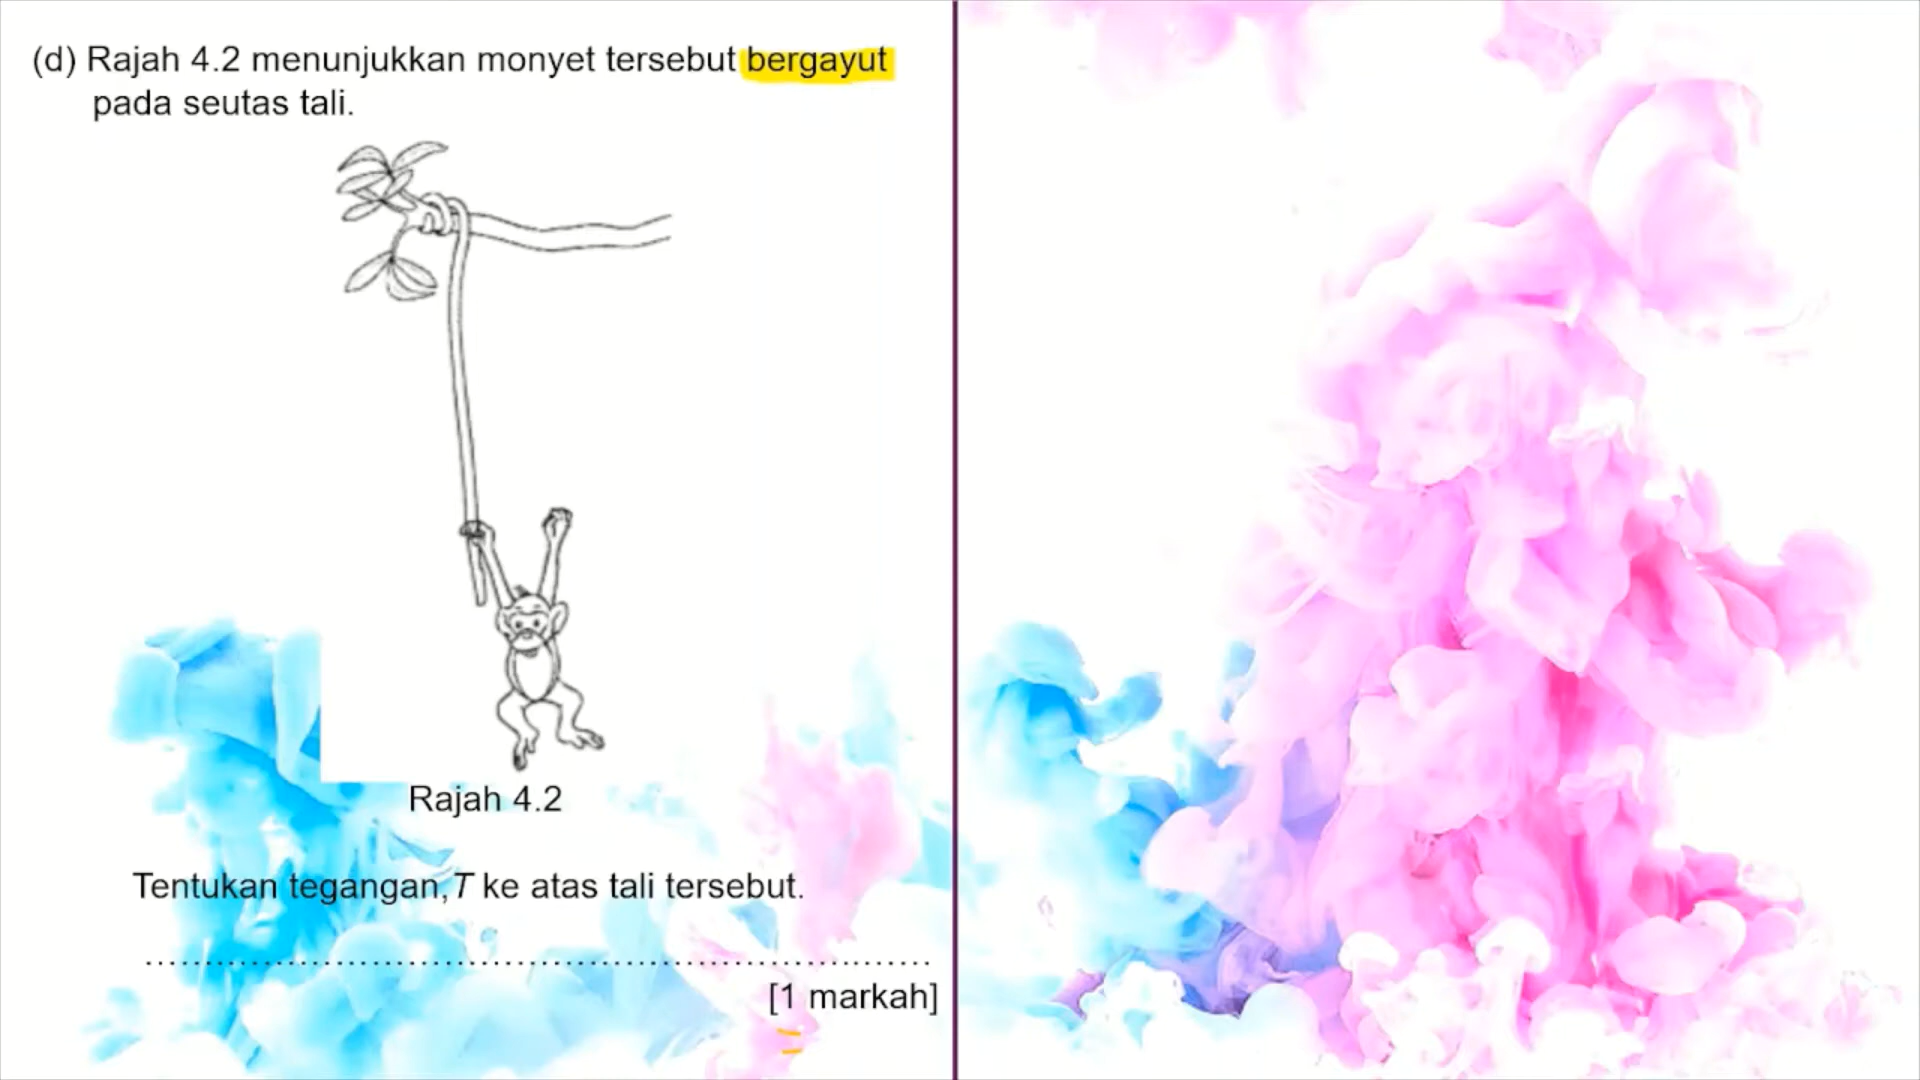 (d) Rajah 4.2 menunjukkan monyet tersebut bergayut
pada seutas tali.
Rajah 4.2
Tentukan tegangan, T ke atas tali tersebut.
........................................................................
[1 markah]